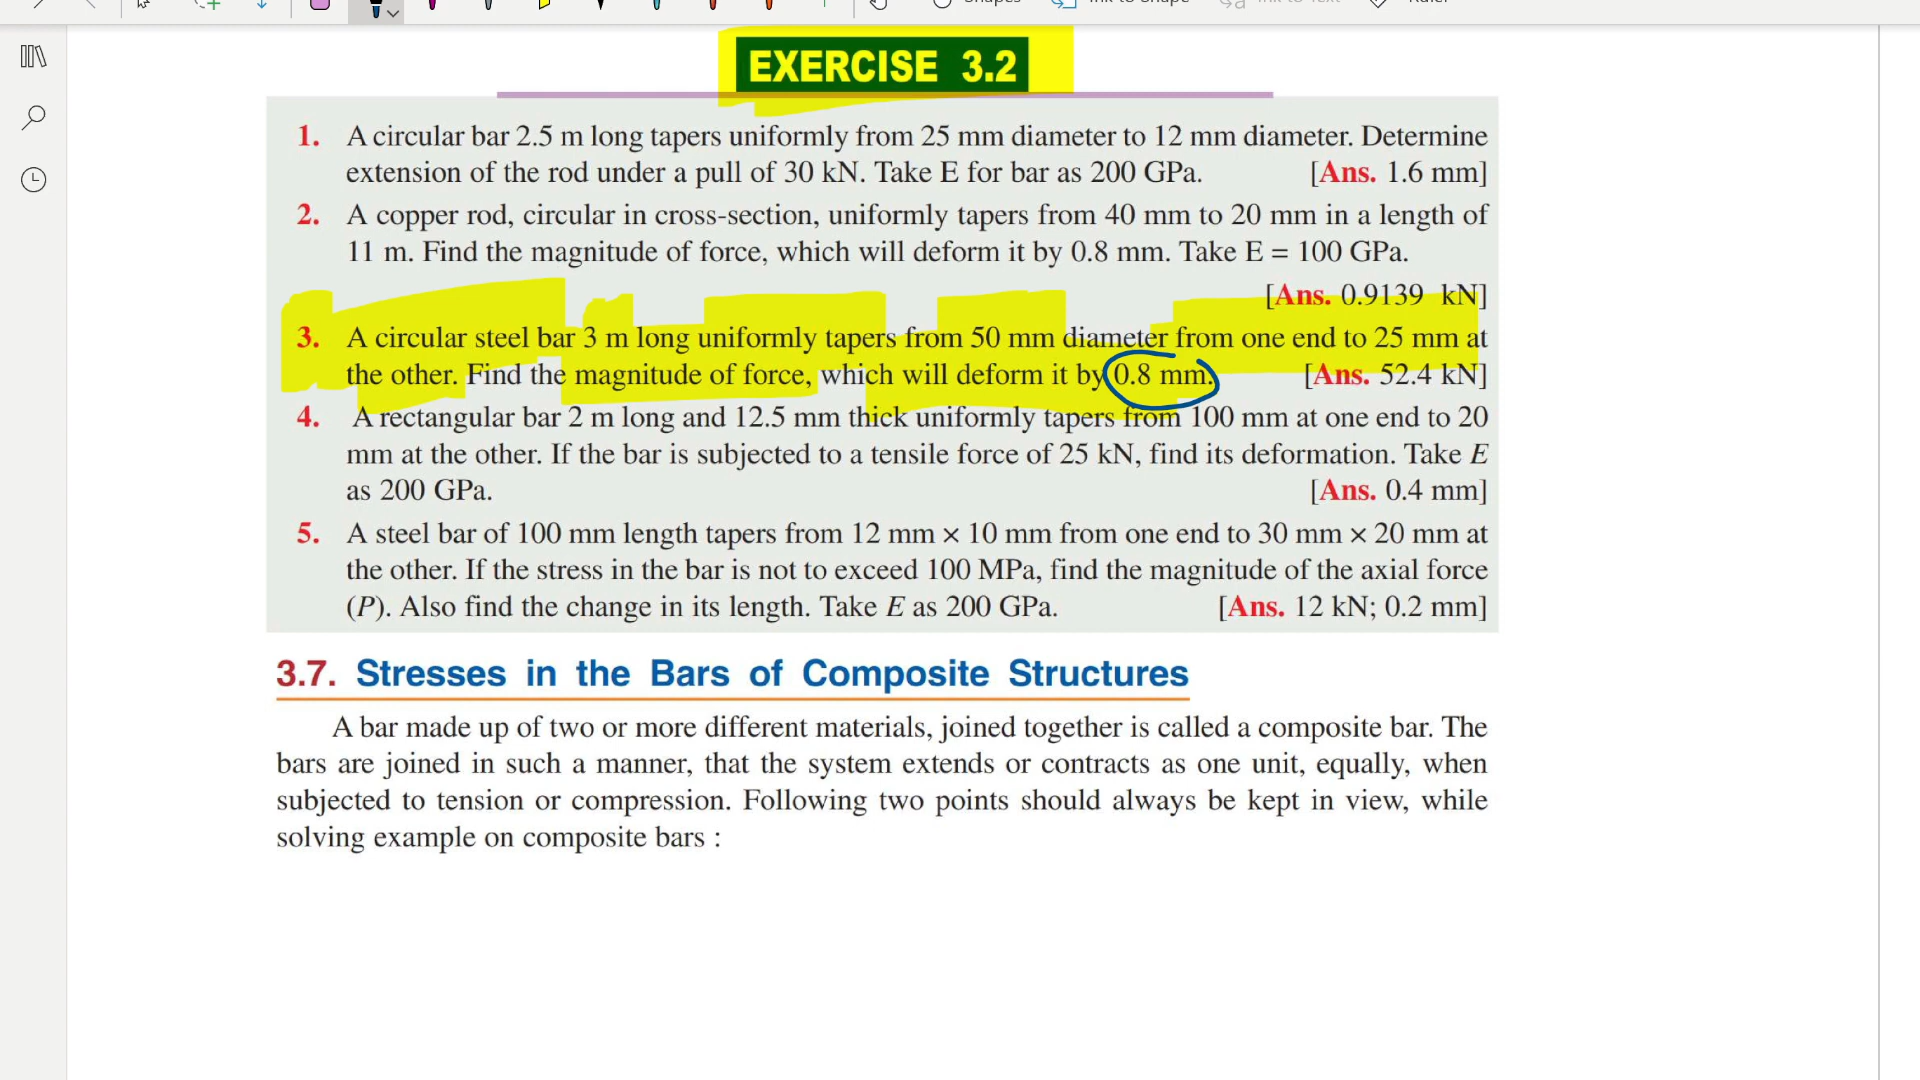 EXERCISE 3.2
1. A circular bar 2.5 m long tapers uniformly from 25 mm diameter to 12 mm diameter. Determine
extension of the rod under a pull of 30 kN. Take E for bar as 200 GPa. [Ans. 1.6 mm]
2. A copper rod, circular in cross-section, uniformly tapers from 40 mm to 20 mm in a length of
11 m. Find the magnitude of force, which will deform it by 0.8 mm. Take E = 100 GPa.
[Ans. 0.9139 kN]
3. A circular steel bar 3 m long uniformly tapers from 50 mm diameter from one end to 25 mm at
the other. Find the magnitude of force, which will deform it by 0.8 mm. [Ans. 52.4 kN]
4. A rectangular bar 2 m long and 12.5 mm thick uniformly tapers from 100 mm at one end to 20
mm at the other. If the bar is subjected to a tensile force of 25 kN, find its deformation. Take E
as 200 GPa. [Ans. 0.4 mm]
5. A steel bar of 100 mm length tapers from 12 mm × 10 mm from one end to 30 mm × 20 mm at
the other. If the stress in the bar is not to exceed 100 MPa, find the magnitude of the axial force
(P). Also find the change in its length. Take E as 200 GPa. [Ans. 12 kN; 0.2 mm]
3.7. Stresses in the Bars of Composite Structures
A bar made up of two or more different materials, joined together is called a composite bar. The
bars are joined in such a manner, that the system extends or contracts as one unit, equally, when
subjected to tension or compression. Following two points should always be kept in view, while
solving example on composite bars :